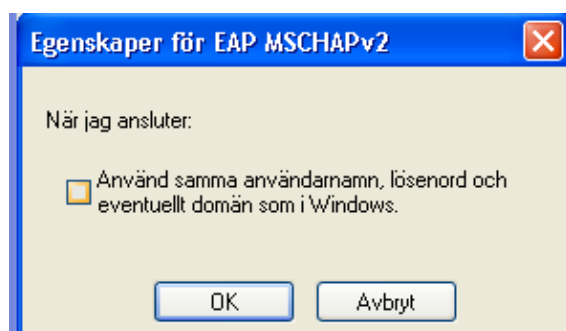 Egenskaper för EAP MSCHAPv2
När jag ansluter:
Använd samma användarnamn, lösenord och
eventuellt domän som i Windows.
OK
Avbryt